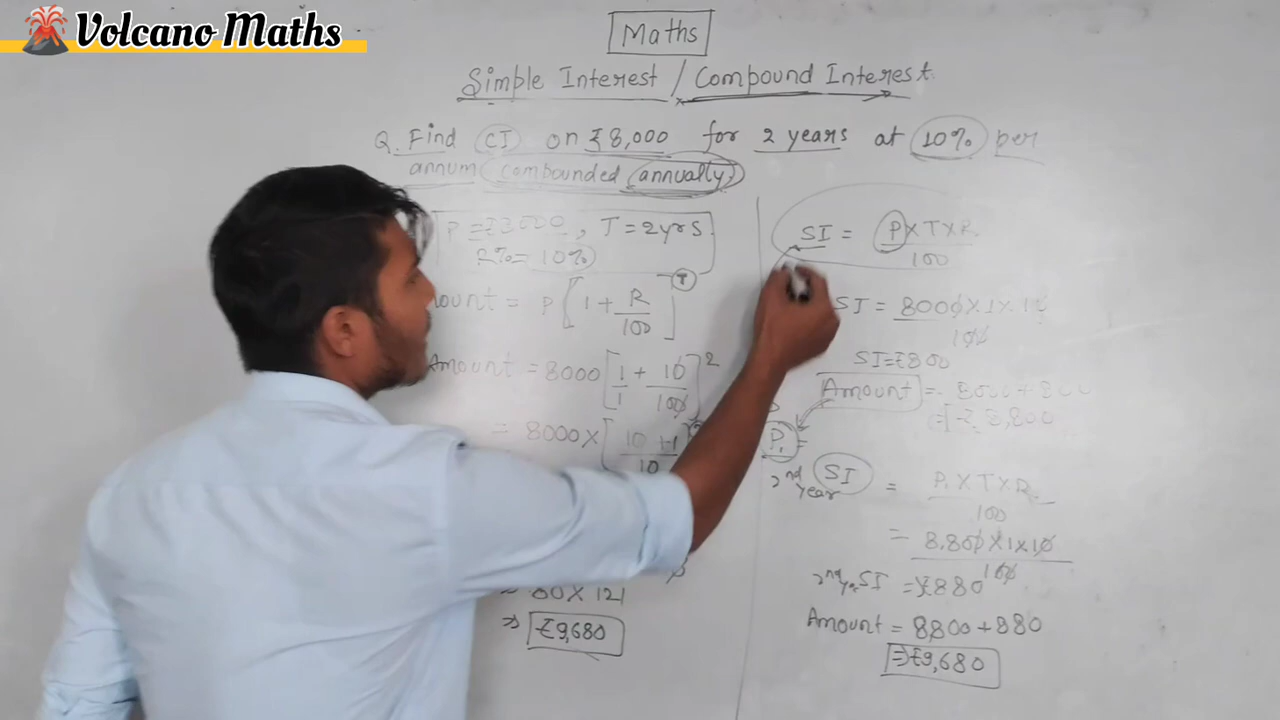 Volcano Maths
Maths
Simple Interest / Compound Interest
Q. Find CI on ₹8,000 for 2 years at 10% per
annum (compounded annually)
P = ₹8000, T = 2yrs
R% = 10%
Amount = P [1 + R/100]^T
Amount = 8000 [1/1 + 10/100]^2
= 8000 × [10 + 1/10
80 × 121
⇒ ₹9,680
SI = P×T×R/100
SI = 8000×1×10/100
SI = ₹800
Amount = 8000 + 800
= ₹8,800
P₁ =
2nd year SI = P₁×T×R/100
= 8,800×1×10/100
2nd yr SI = ₹880
Amount = 8800 + 880
⇒ ₹9,680